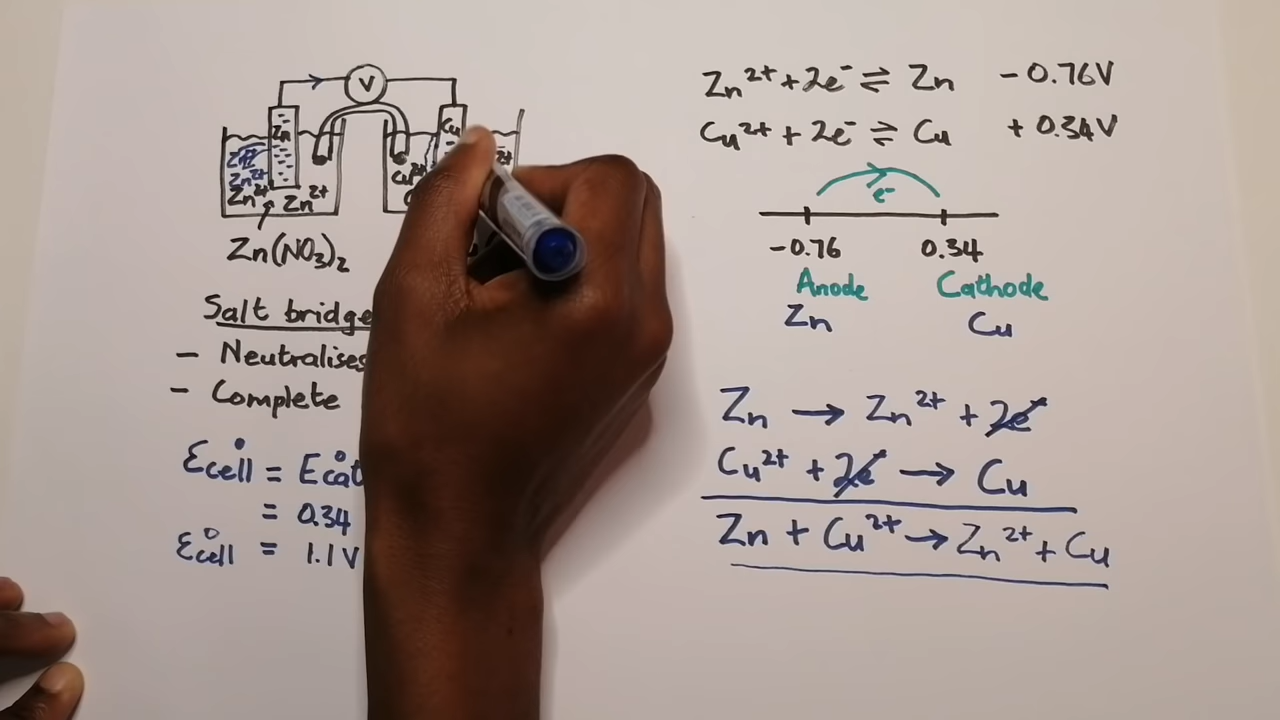 V
Zn
Cu
Zn²⁺
Zn²⁺
Zn²⁺ Zn²⁺
Cu²⁺
Zn(NO₃)₂
Salt bridge
– Neutralises
– Complete
Ɛ°cell = E°cat
= 0.34
Ɛ°cell = 1.1V
Zn²⁺ + 2e⁻ ⇌ Zn – 0.76V
Cu²⁺ + 2e⁻ ⇌ Cu + 0.34V
e⁻
-0.76 0.34
Anode Cathode
Zn Cu
Zn → Zn²⁺ + 2e⁻
Cu²⁺ + 2e⁻ → Cu
Zn + Cu²⁺ → Zn²⁺ + Cu